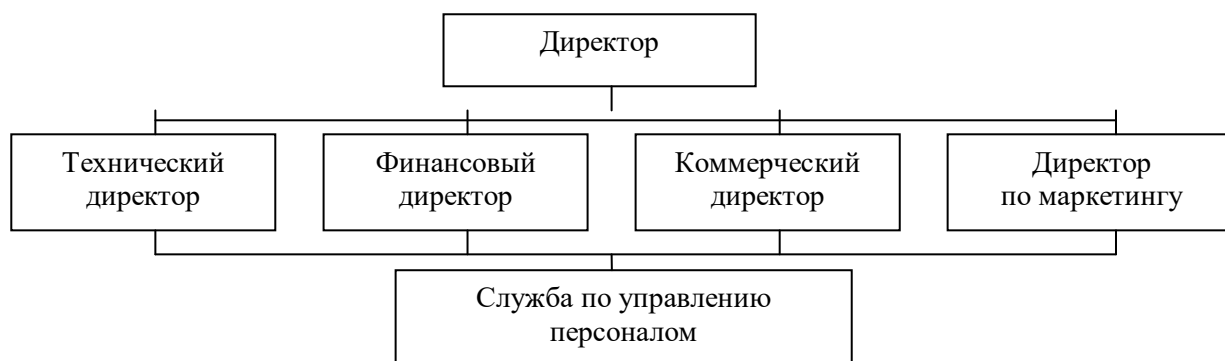 Директор
Технический
директор
Финансовый
директор
Коммерческий
директор
Директор
по маркетингу
Служба по управлению
персоналом